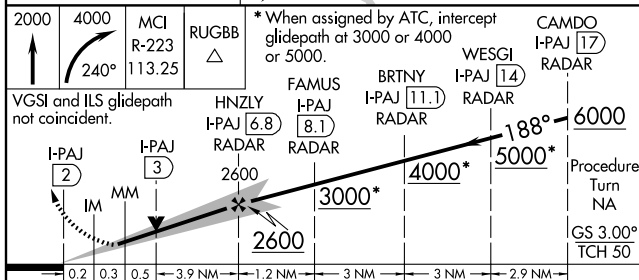 2000
4000
240°
MCI
R-223
113.25
RUGBB
* When assigned by ATC, intercept
glidepath at 3000 or 4000
or 5000.
VGSI and ILS glidepath
not coincident.
CAMDO
I-PAJ 17
RADAR
WESGI
I-PAJ 14
RADAR
BRTNY
I-PAJ 11.1
RADAR
FAMUS
I-PAJ
8.1
RADAR
HNZLY
I-PAJ 6.8
RADAR
I-PAJ
3
I-PAJ
2
IM
MM
2600
2600
3000*
4000*
5000*
188°
6000
Procedure
Turn
NA
GS 3.00°
TCH 50
0.2
0.3
0.5
3.9 NM
1.2 NM
3 NM
3 NM
2.9 NM